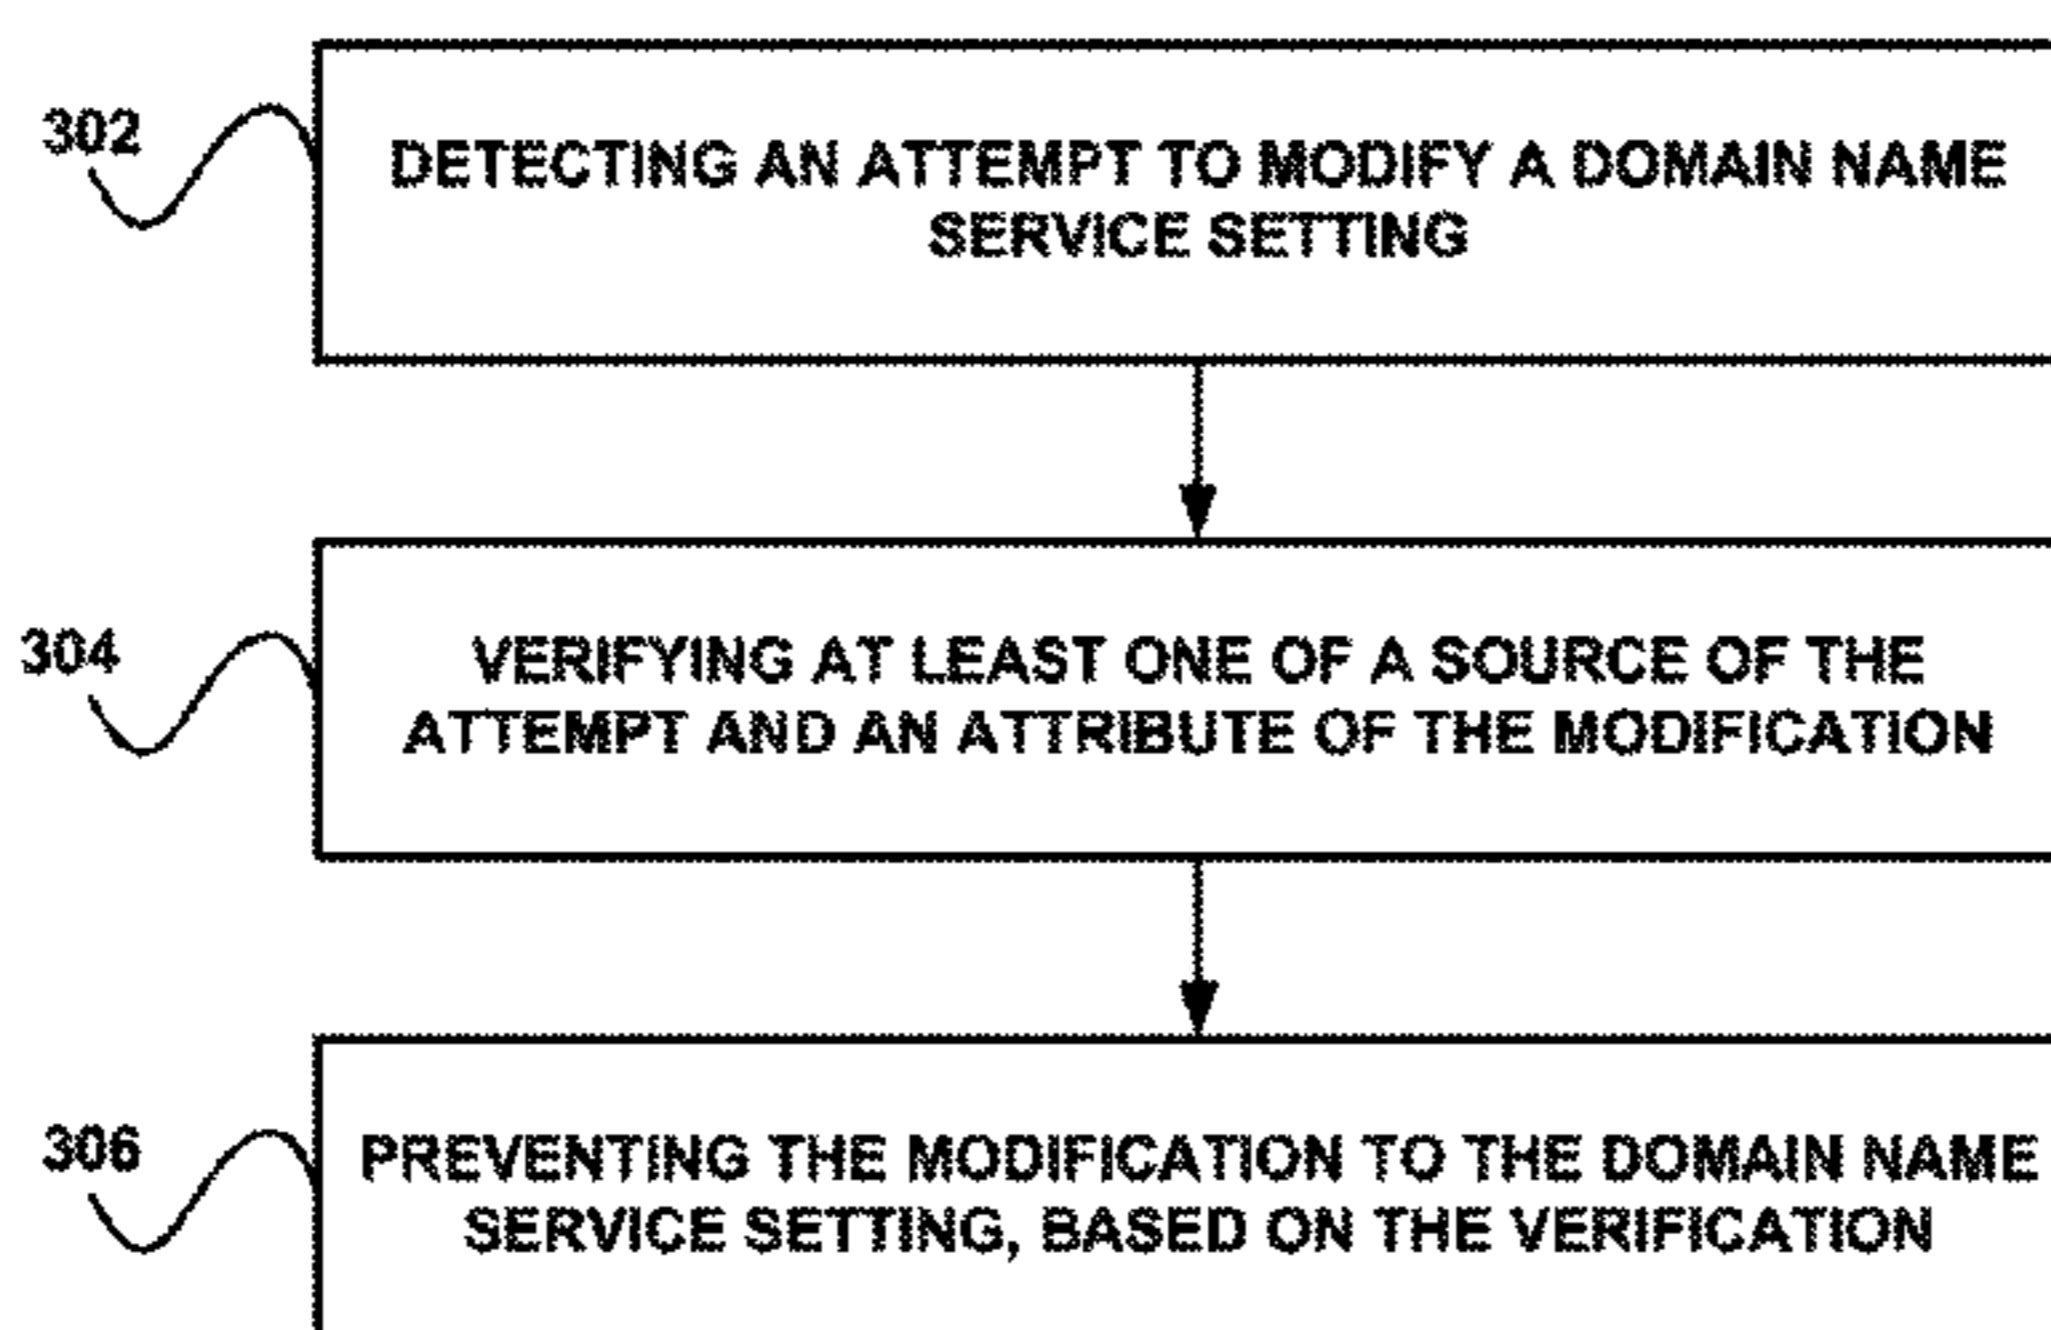 302
DETECTING AN ATTEMPT TO MODIFY A DOMAIN NAME
SERVICE SETTING
304
VERIFYING AT LEAST ONE OF A SOURCE OF THE
ATTEMPT AND AN ATTRIBUTE OF THE MODIFICATION
306
PREVENTING THE MODIFICATION TO THE DOMAIN NAME
SERVICE SETTING, BASED ON THE VERIFICATION